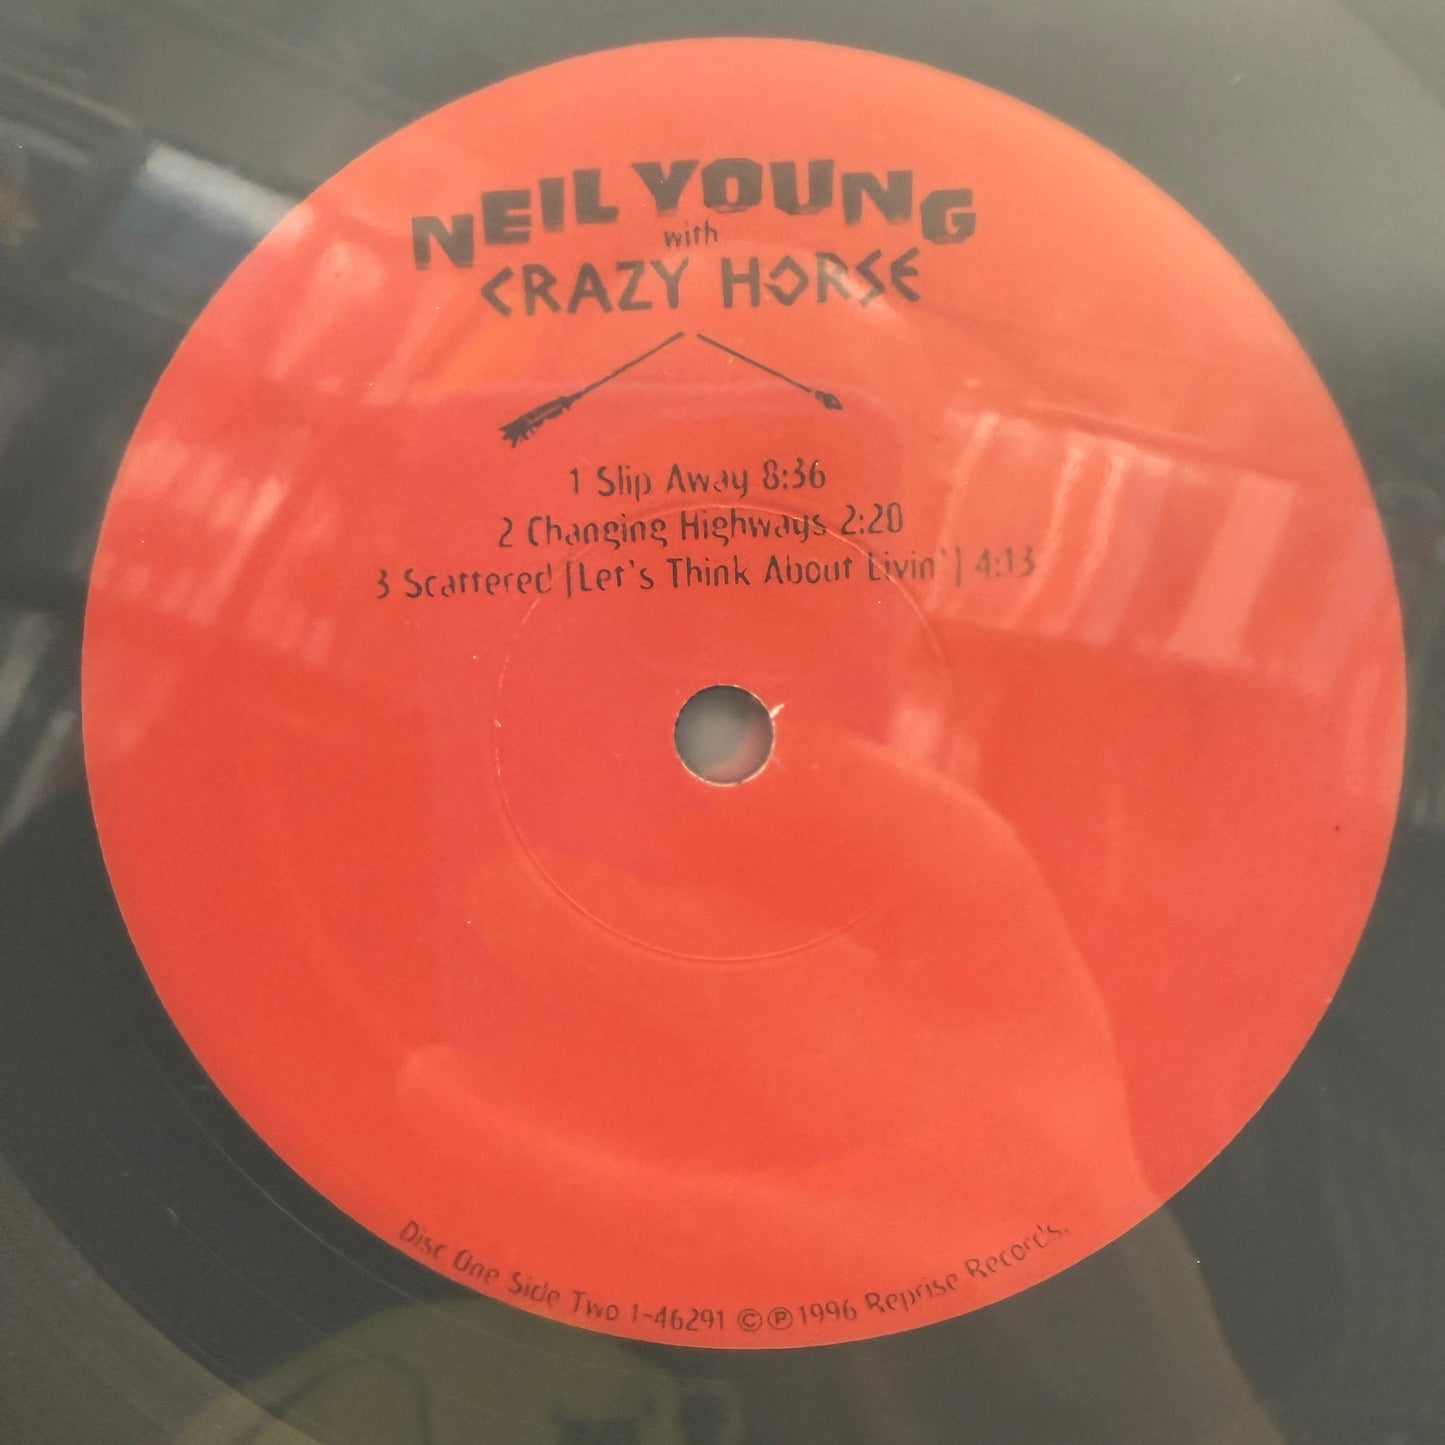 NEIL YOUNG
with
CRAZY HORSE
1 Slip Away 8:36
2 Changing Highways 2:20
3 Scattered [Let's Think About Livin'] 4:13
Disc One Side Two 1-46291 ©℗1996 Reprise Records.